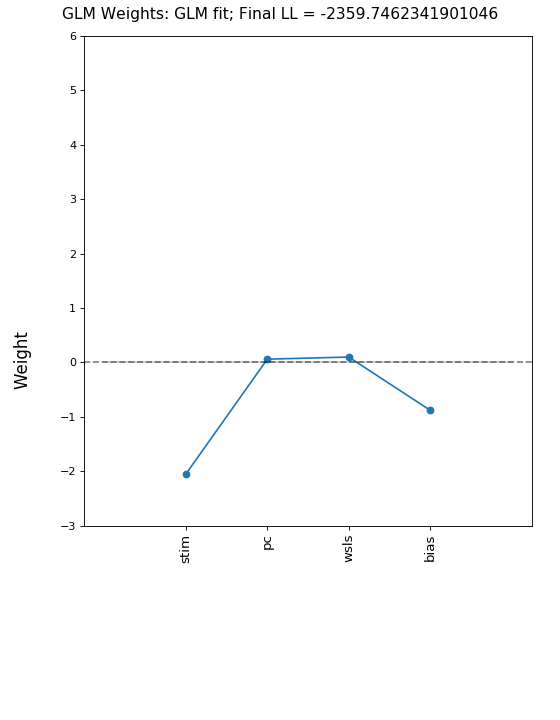 GLM Weights: GLM fit; Final LL = -2359.7462341901046
6
5
4
3
2
1
0
−1
−2
−3
Weight
stim
pc
wsls
bias